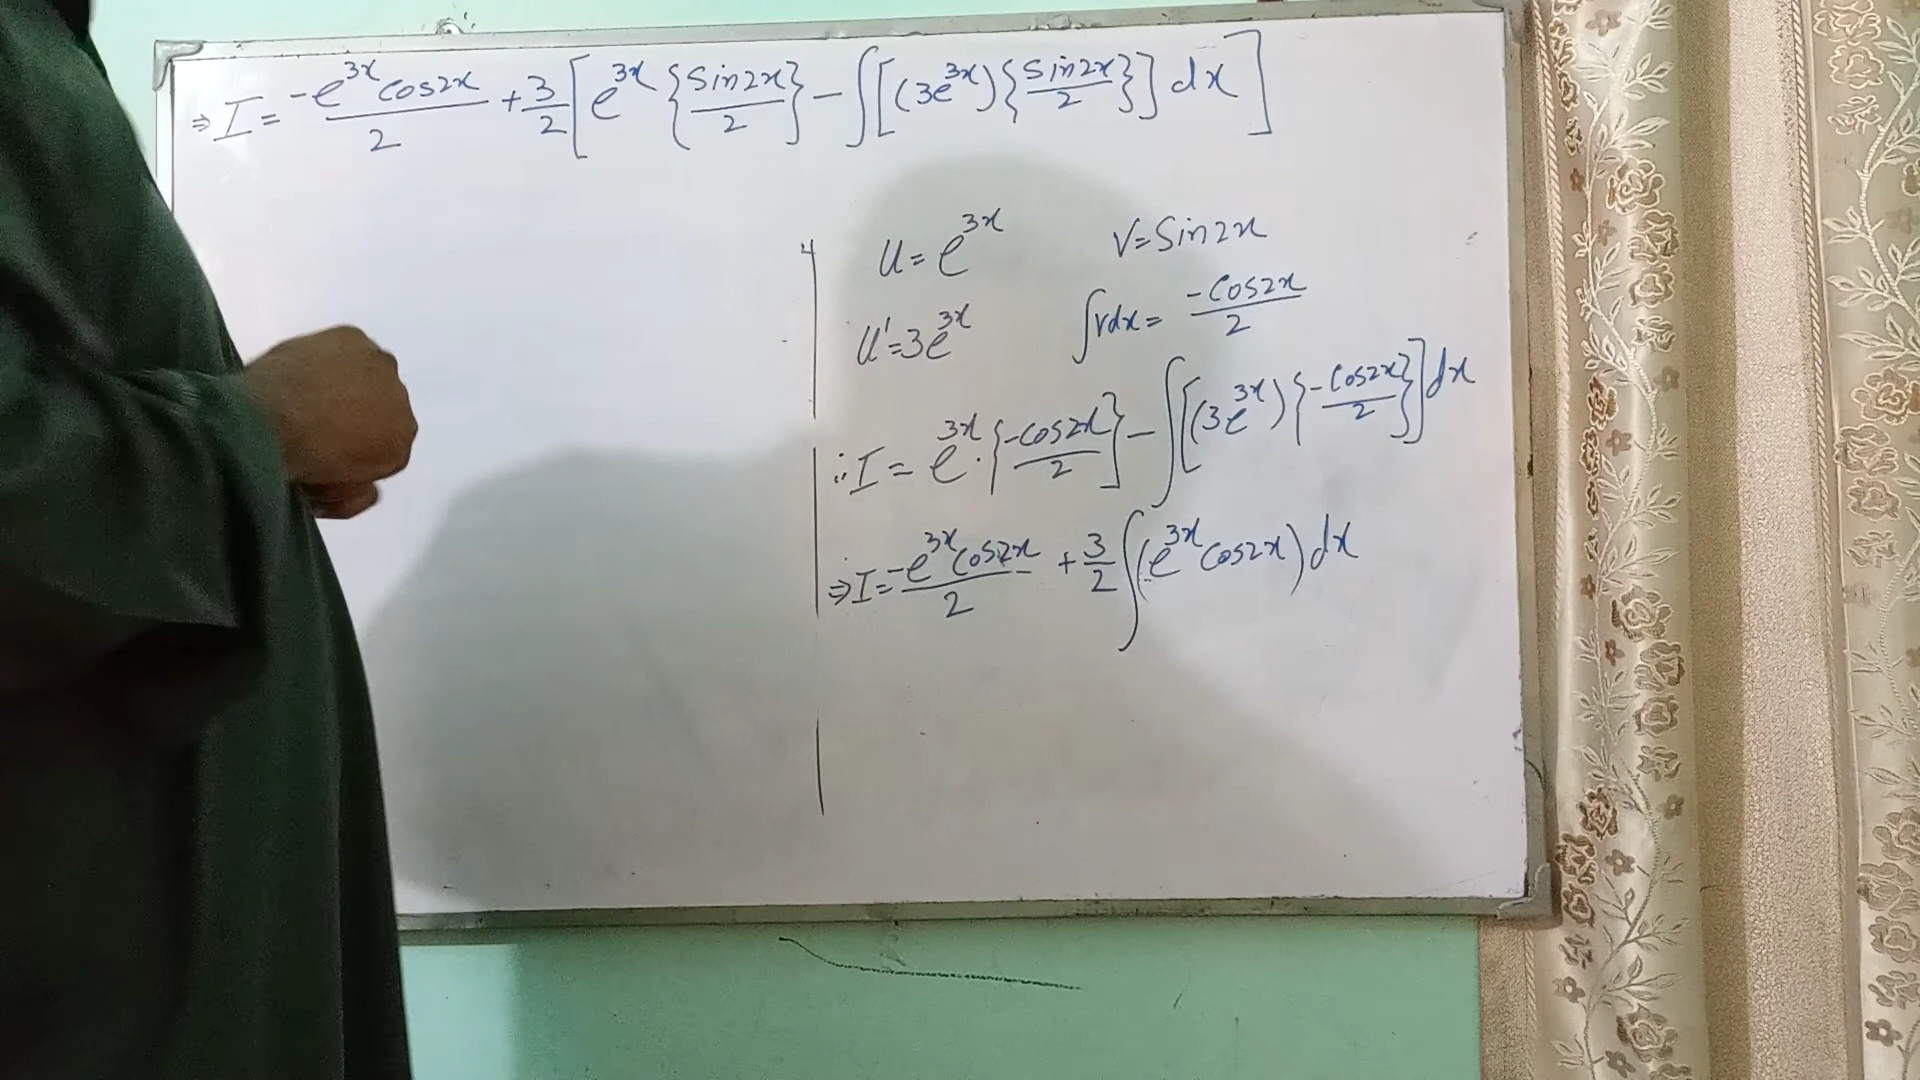 ⇒ I = -e^{3x} cos2x / 2 + 3/2 [ e^{3x} { sin2x / 2 } - ∫ [ (3e^{3x}) { sin2x / 2 } ] dx ]
u = e^{3x} v = sin2x
u' = 3e^{3x} ∫vdx = -cos2x / 2
∴ I = e^{3x} . { -cos2x / 2 } - ∫ [ (3e^{3x}) { -cos2x / 2 } ] dx
⇒ I = -e^{3x} cos2x / 2 + 3/2 ∫ (e^{3x} cos2x) dx